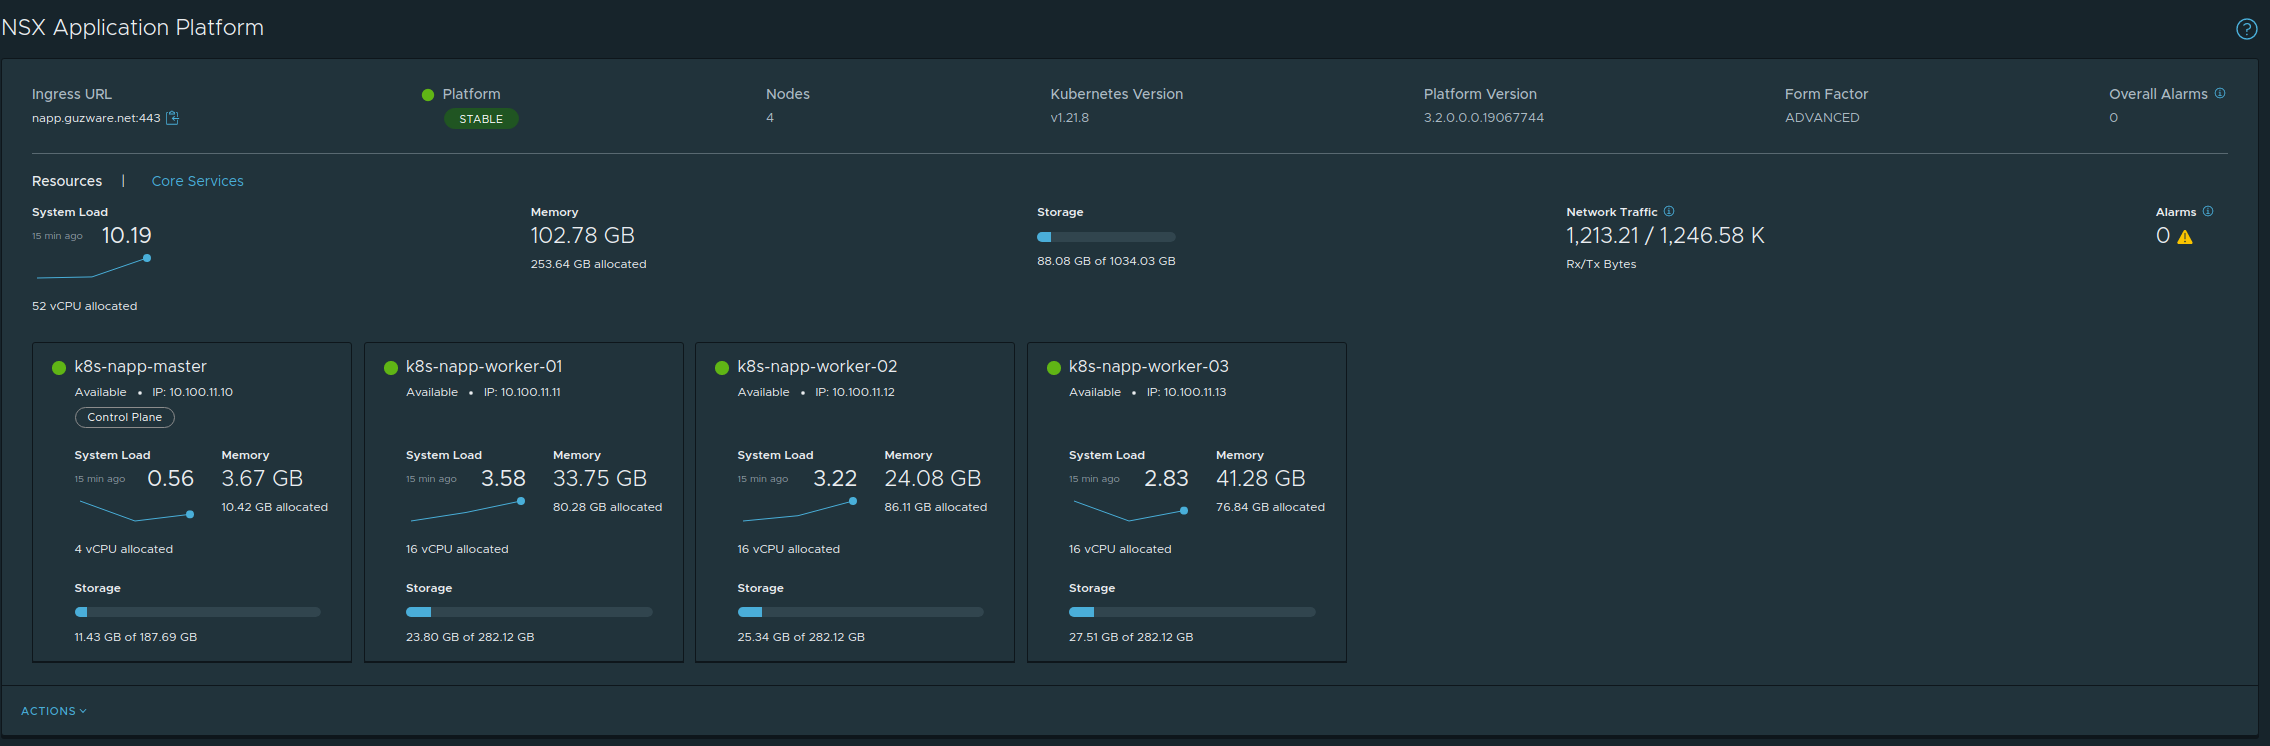 NSX Application Platform
Ingress URL
napp.guzware.net:443
Platform
STABLE
Nodes
4
Kubernetes Version
v1.21.8
Platform Version
3.2.0.0.0.19067744
Form Factor
ADVANCED
Overall Alarms
0
Resources | Core Services
System Load
15 min ago 10.19
52 vCPU allocated
Memory
102.78 GB
253.64 GB allocated
Storage
88.08 GB of 1034.03 GB
Network Traffic
1,213.21 / 1,246.58 K
Rx/Tx Bytes
Alarms
0
k8s-napp-master
Available • IP: 10.100.11.10
Control Plane
System Load
15 min ago 0.56
4 vCPU allocated
Memory
3.67 GB
10.42 GB allocated
Storage
11.43 GB of 187.69 GB
k8s-napp-worker-01
Available • IP: 10.100.11.11
System Load
15 min ago 3.58
16 vCPU allocated
Memory
33.75 GB
80.28 GB allocated
Storage
23.80 GB of 282.12 GB
k8s-napp-worker-02
Available • IP: 10.100.11.12
System Load
15 min ago 3.22
16 vCPU allocated
Memory
24.08 GB
86.11 GB allocated
Storage
25.34 GB of 282.12 GB
k8s-napp-worker-03
Available • IP: 10.100.11.13
System Load
15 min ago 2.83
16 vCPU allocated
Memory
41.28 GB
76.84 GB allocated
Storage
27.51 GB of 282.12 GB
ACTIONS